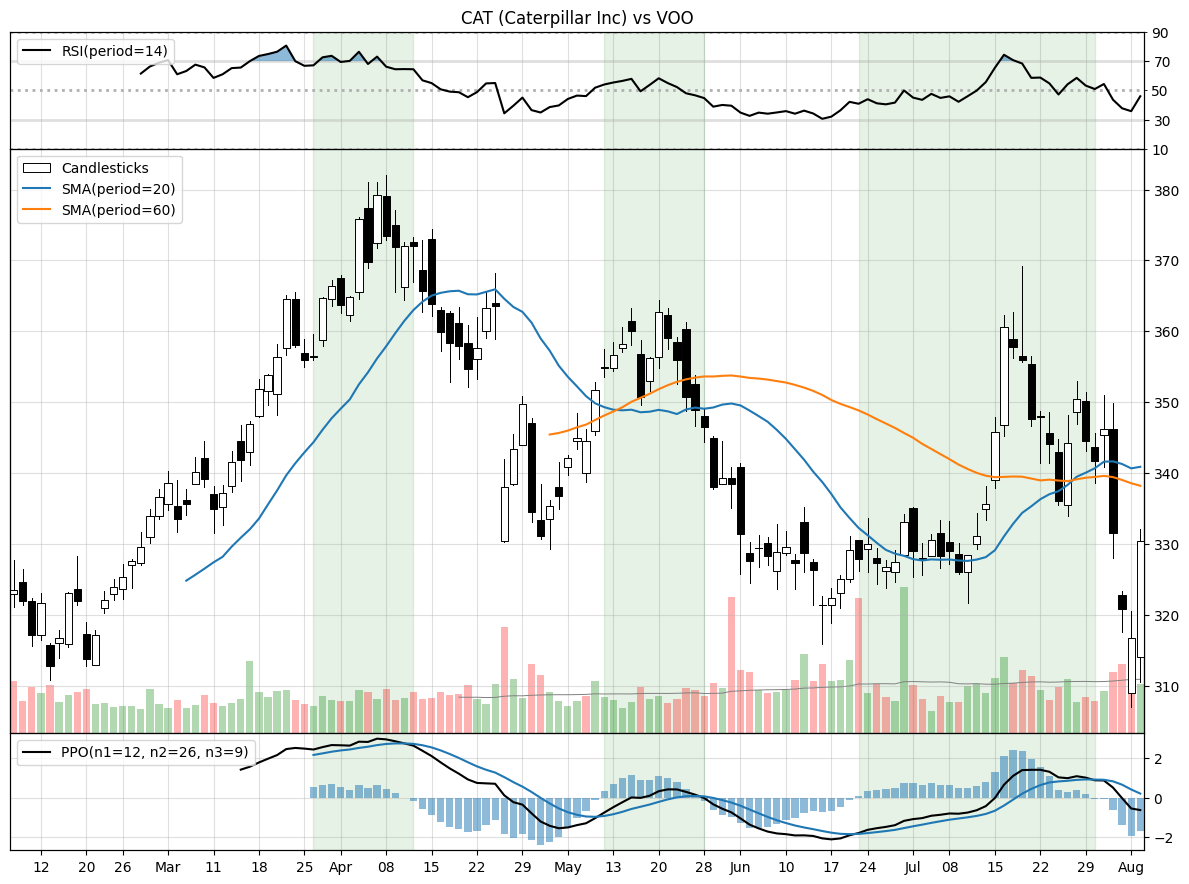 CAT (Caterpillar Inc) vs VOO
RSI(period=14)
90
70
50
30
10
Candlesticks
SMA(period=20)
SMA(period=60)
380
370
360
350
340
330
320
310
PPO(n1=12, n2=26, n3=9)
2
0
−2
12 20 26 Mar 11 18 25 Apr 08 15 22 29 May 13 20 28 Jun 10 17 24 Jul 08 15 22 29 Aug